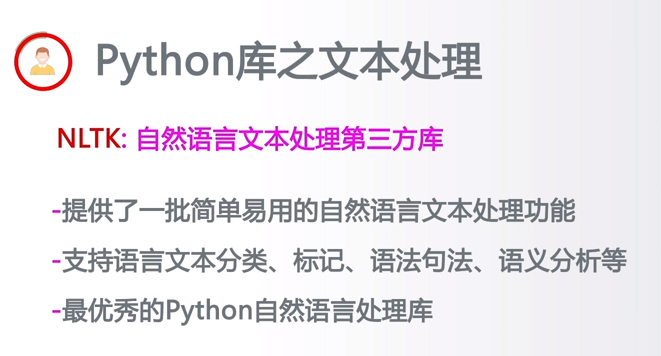 Python库之文本处理
NLTK: 自然语言文本处理第三方库
-提供了一批简单易用的自然语言文本处理功能
-支持语言文本分类、标记、语法句法、语义分析等
-最优秀的Python自然语言处理库